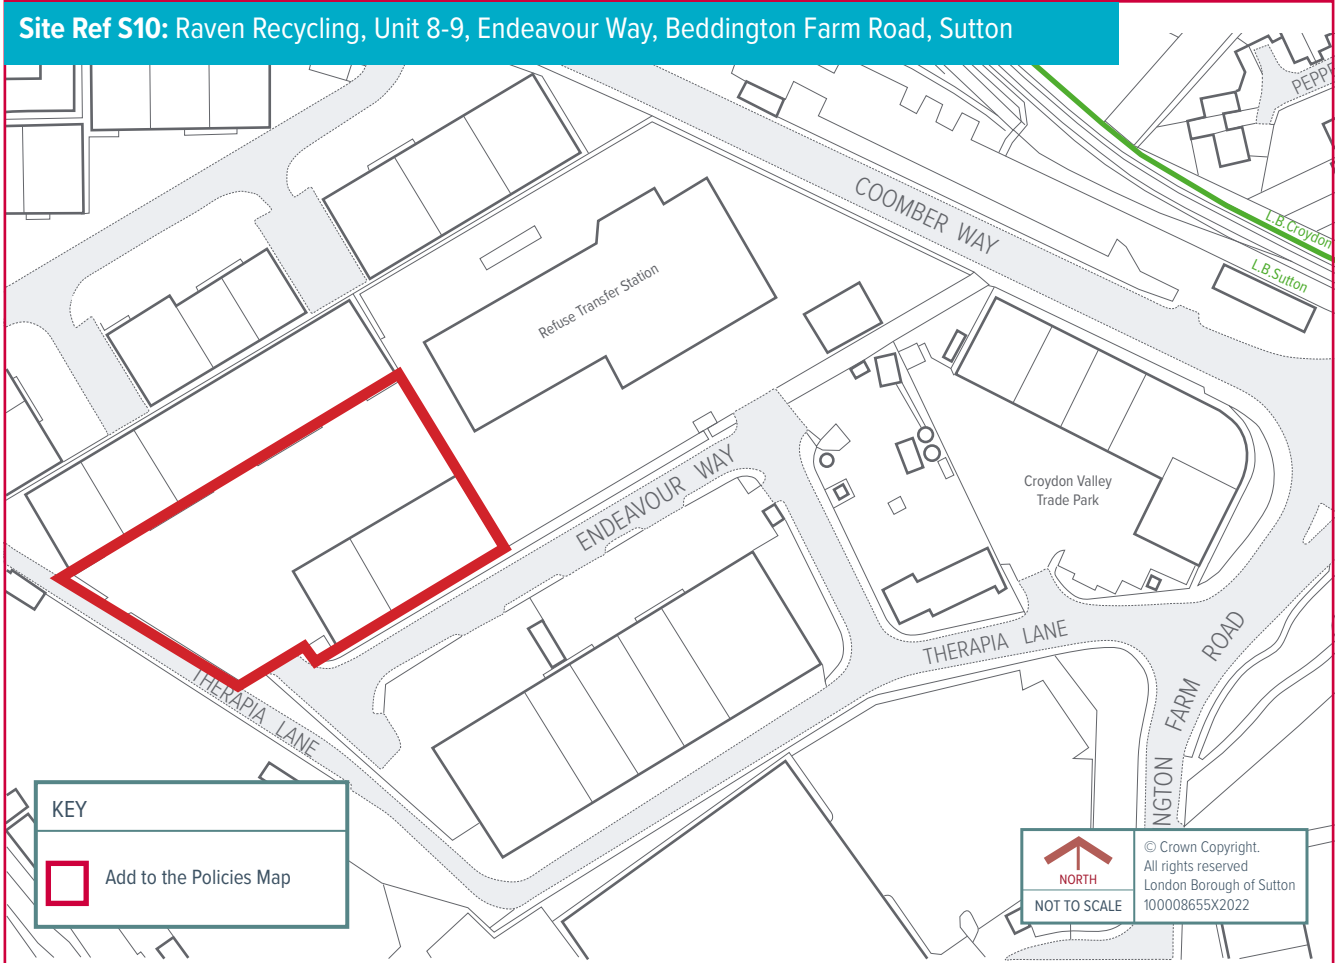 Site Ref S10: Raven Recycling, Unit 8-9, Endeavour Way, Beddington Farm Road, Sutton
PEPPE
COOMBER WAY
L.B.Croydon
L.B.Sutton
Refuse Transfer Station
ENDEAVOUR WAY
Croydon Valley
Trade Park
THERAPIA LANE
THERAPIA LANE
NGTON FARM ROAD
KEY
Add to the Policies Map
NORTH
NOT TO SCALE
© Crown Copyright.
All rights reserved
London Borough of Sutton
100008655X2022